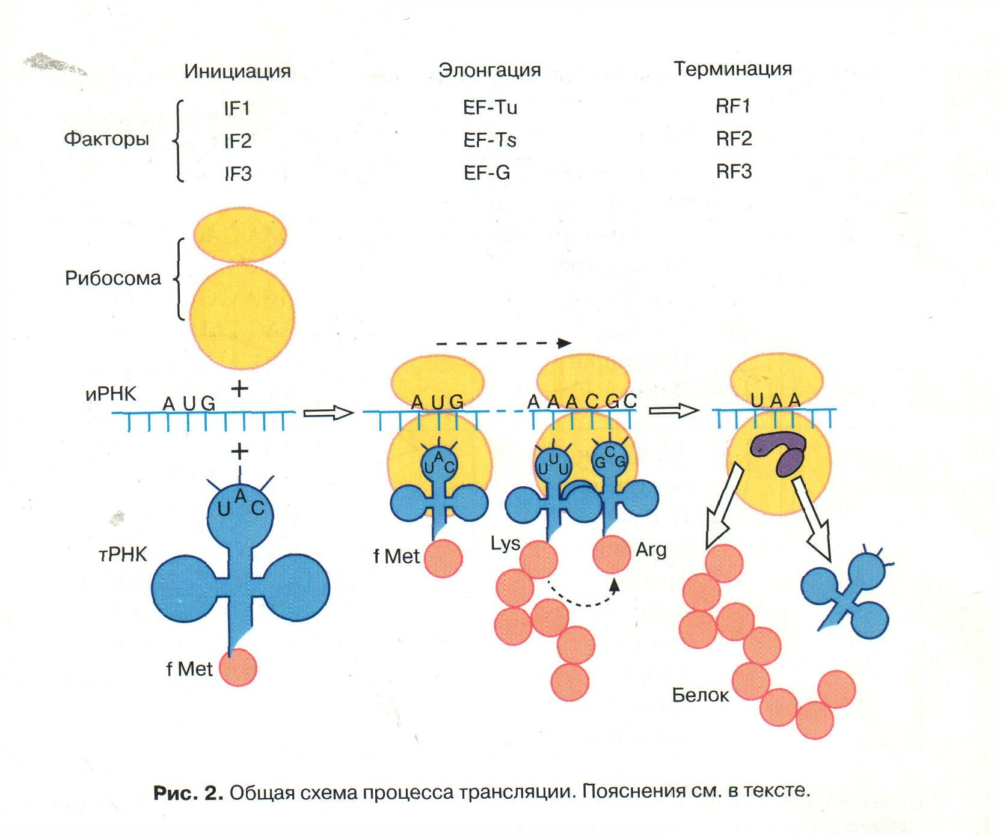 Инициация Элонгация Терминация
Факторы
IF1 EF-Tu RF1
IF2 EF-Ts RF2
IF3 EF-G RF3
Рибосома
+
иРНК
A U G
A U G
A A A C G C
U A A
+
U A C
U A C
U U U
G C G
тРНК
f Met
f Met
Lys
Arg
Белок
Рис. 2. Общая схема процесса трансляции. Пояснения см. в тексте.